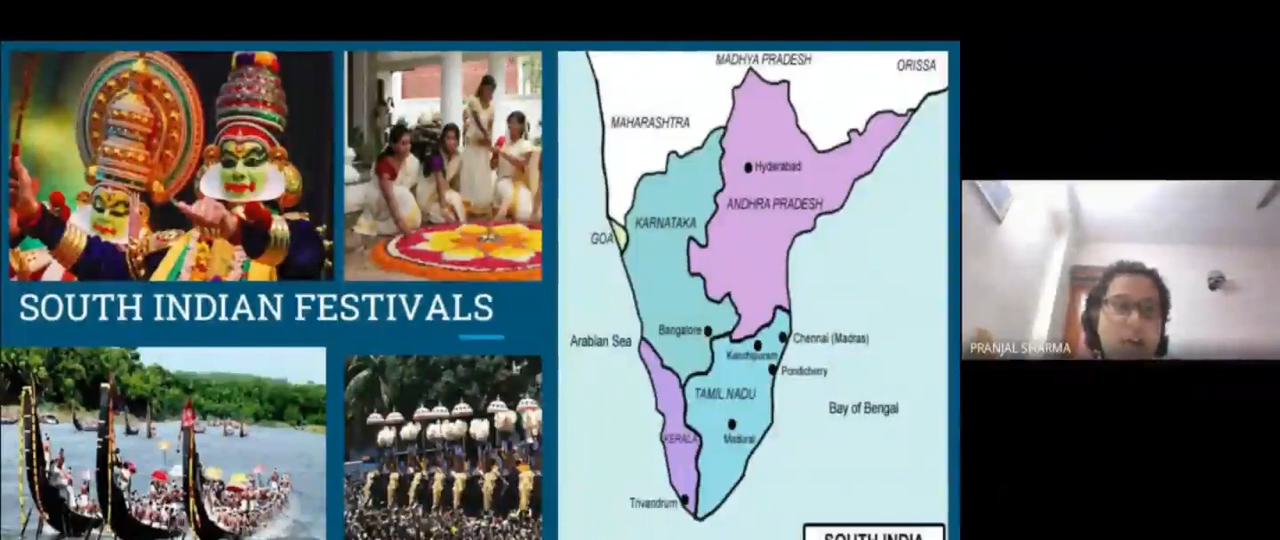 SOUTH INDIAN FESTIVALS
MADHYA PRADESH
ORISSA
MAHARASHTRA
Hyderabad
ANDHRA PRADESH
KARNATAKA
GOA
Bangalore
Arabian Sea
Chennai (Madras)
Kanchipuram
Pondicherry
TAMIL NADU
Bay of Bengal
KERALA
Madurai
Trivandrum
SOUTH INDIA
PRANJAL SHARMA